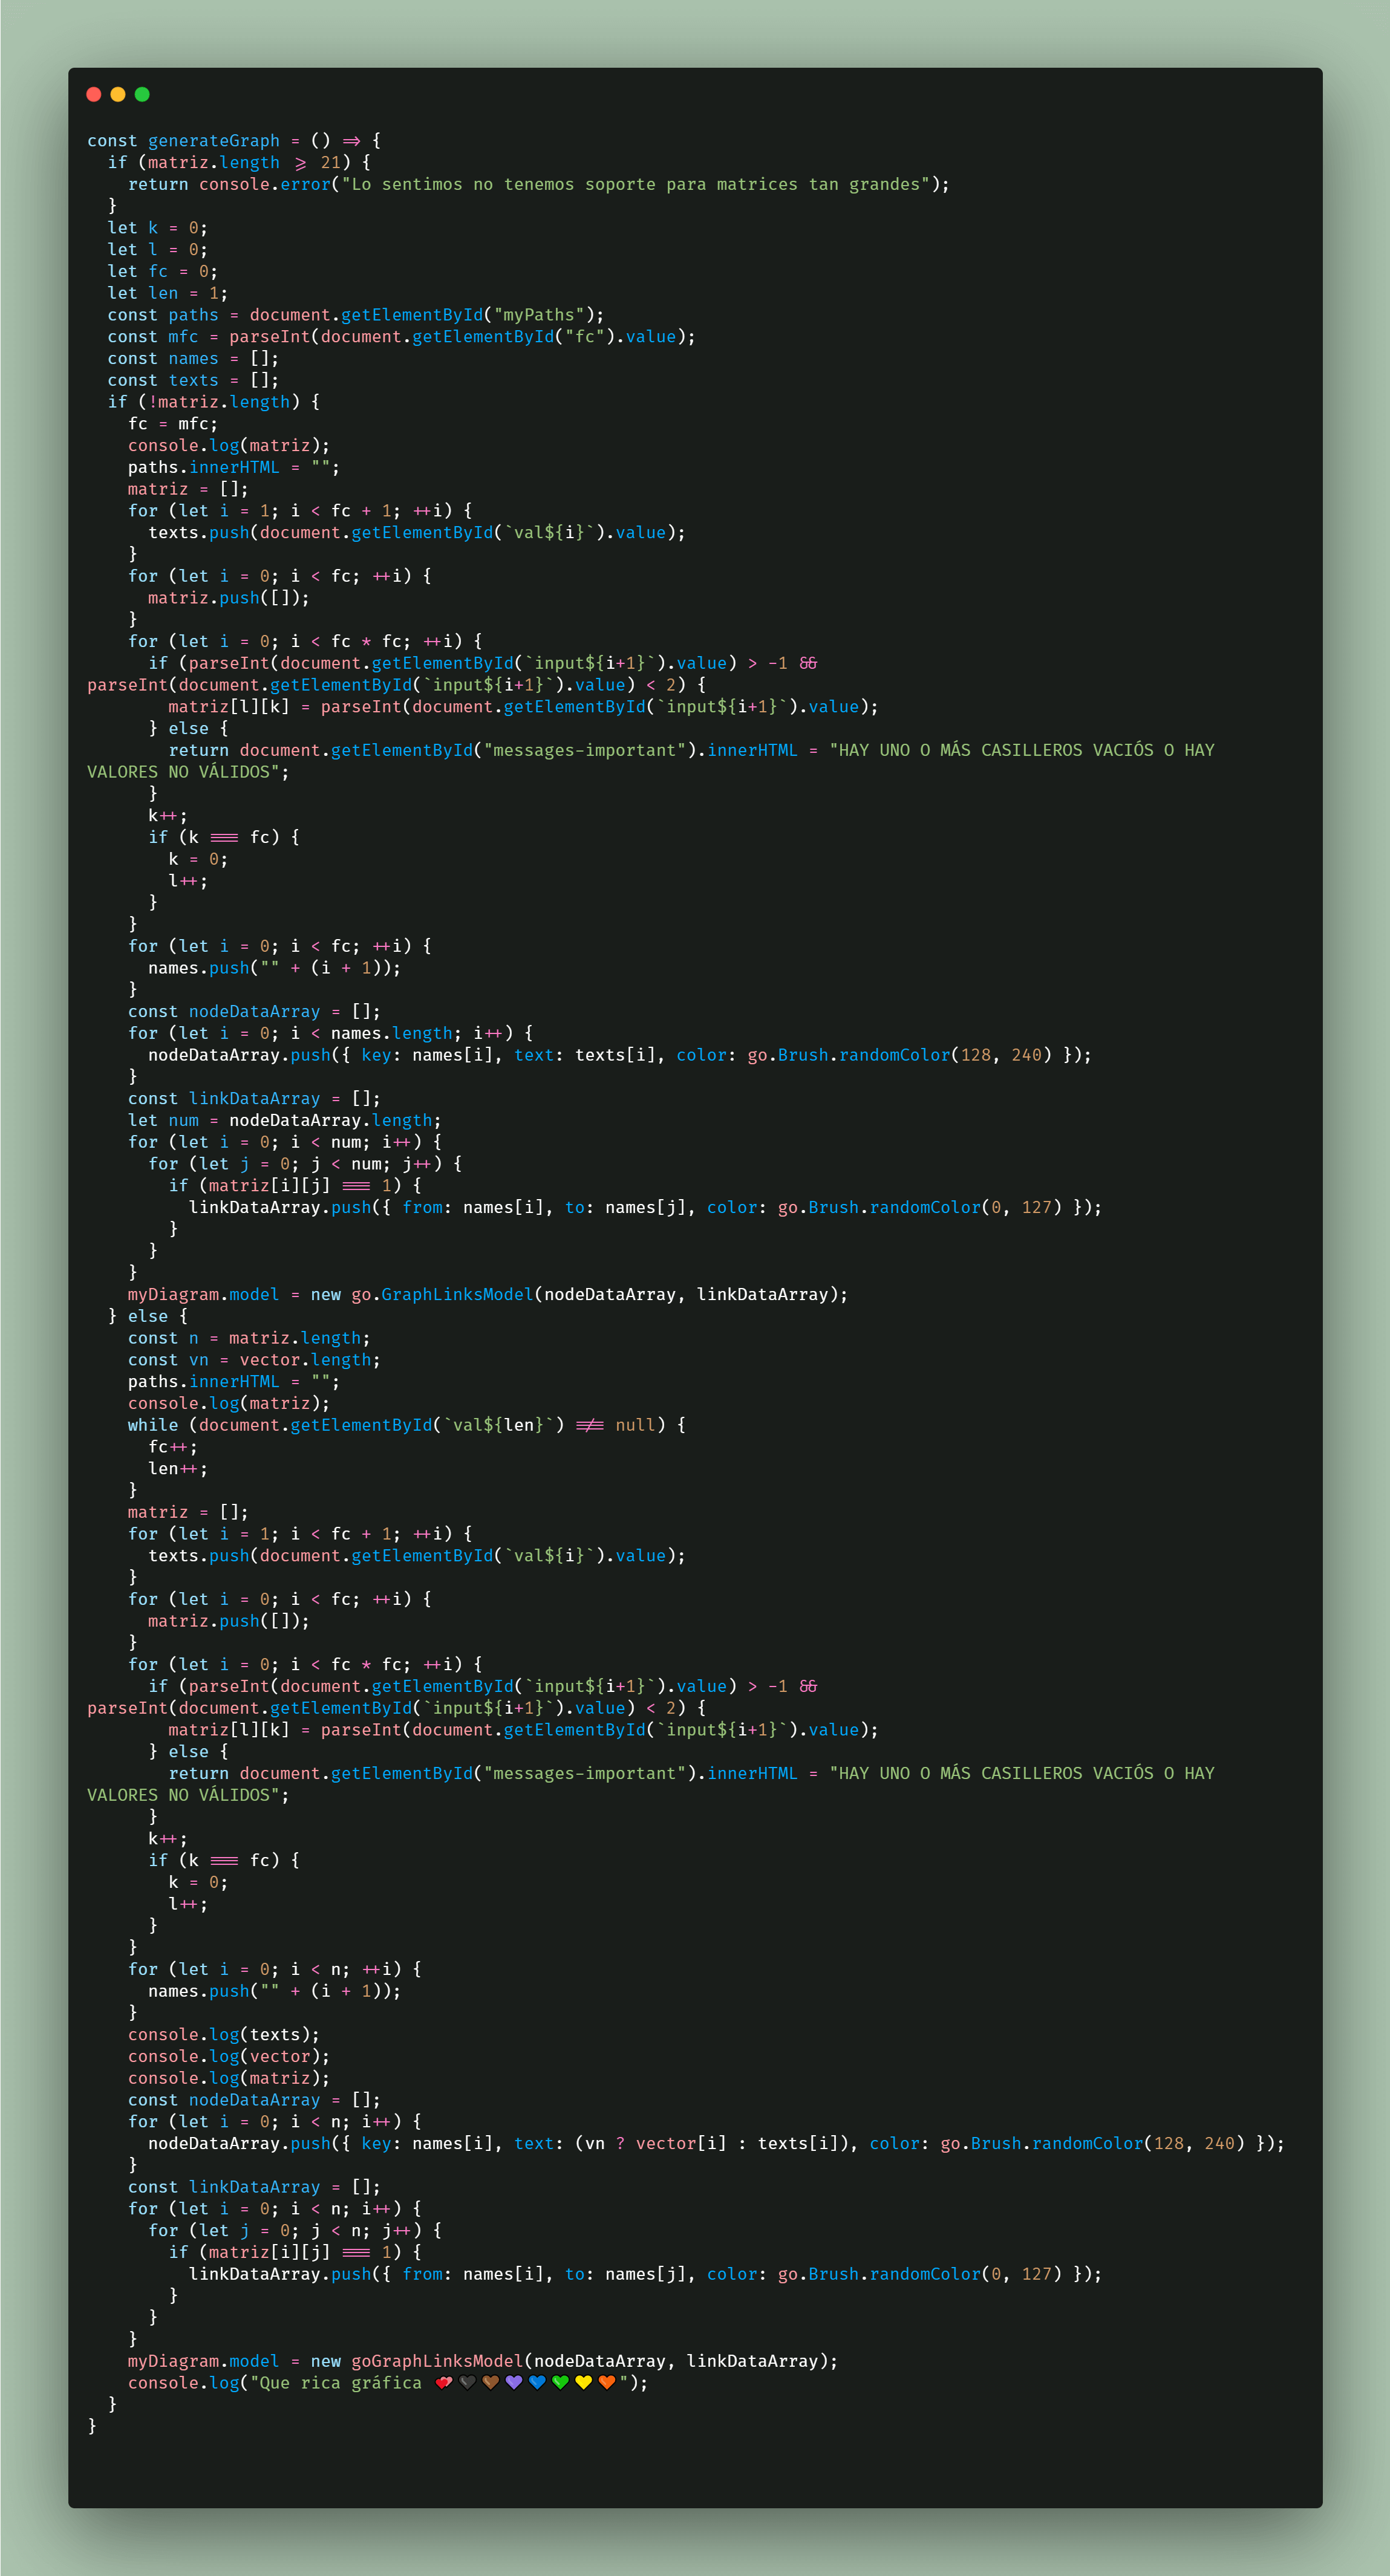 const generateGraph = () => {
  if (matriz.length >= 21) {
    return console.error("Lo sentimos no tenemos soporte para matrices tan grandes");
  }
  let k = 0;
  let l = 0;
  let fc = 0;
  let len = 1;
  const paths = document.getElementById("myPaths");
  const mfc = parseInt(document.getElementById("fc").value);
  const names = [];
  const texts = [];
  if (!matriz.length) {
    fc = mfc;
    console.log(matriz);
    paths.innerHTML = "";
    matriz = [];
    for (let i = 1; i < fc + 1; ++i) {
      texts.push(document.getElementById(`val${i}`).value);
    }
    for (let i = 0; i < fc; ++i) {
      matriz.push([]);
    }
    for (let i = 0; i < fc * fc; ++i) {
      if (parseInt(document.getElementById(`input${i+1}`).value) > -1 &&
parseInt(document.getElementById(`input${i+1}`).value) < 2) {
        matriz[l][k] = parseInt(document.getElementById(`input${i+1}`).value);
      } else {
        return document.getElementById("messages-important").innerHTML = "HAY UNO O MÁS CASILLEROS VACIÓS O HAY
VALORES NO VÁLIDOS";
      }
      k++;
      if (k === fc) {
        k = 0;
        l++;
      }
    }
    for (let i = 0; i < fc; ++i) {
      names.push("" + (i + 1));
    }
    const nodeDataArray = [];
    for (let i = 0; i < names.length; i++) {
      nodeDataArray.push({ key: names[i], text: texts[i], color: go.Brush.randomColor(128, 240) });
    }
    const linkDataArray = [];
    let num = nodeDataArray.length;
    for (let i = 0; i < num; i++) {
      for (let j = 0; j < num; j++) {
        if (matriz[i][j] === 1) {
          linkDataArray.push({ from: names[i], to: names[j], color: go.Brush.randomColor(0, 127) });
        }
      }
    }
    myDiagram.model = new go.GraphLinksModel(nodeDataArray, linkDataArray);
  } else {
    const n = matriz.length;
    const vn = vector.length;
    paths.innerHTML = "";
    console.log(matriz);
    while (document.getElementById(`val${len}`) !== null) {
      fc++;
      len++;
    }
    matriz = [];
    for (let i = 1; i < fc + 1; ++i) {
      texts.push(document.getElementById(`val${i}`).value);
    }
    for (let i = 0; i < fc; ++i) {
      matriz.push([]);
    }
    for (let i = 0; i < fc * fc; ++i) {
      if (parseInt(document.getElementById(`input${i+1}`).value) > -1 &&
parseInt(document.getElementById(`input${i+1}`).value) < 2) {
        matriz[l][k] = parseInt(document.getElementById(`input${i+1}`).value);
      } else {
        return document.getElementById("messages-important").innerHTML = "HAY UNO O MÁS CASILLEROS VACIÓS O HAY
VALORES NO VÁLIDOS";
      }
      k++;
      if (k === fc) {
        k = 0;
        l++;
      }
    }
    for (let i = 0; i < n; ++i) {
      names.push("" + (i + 1));
    }
    console.log(texts);
    console.log(vector);
    console.log(matriz);
    const nodeDataArray = [];
    for (let i = 0; i < n; i++) {
      nodeDataArray.push({ key: names[i], text: (vn ? vector[i] : texts[i]), color: go.Brush.randomColor(128, 240) });
    }
    const linkDataArray = [];
    for (let i = 0; i < n; i++) {
      for (let j = 0; j < n; j++) {
        if (matriz[i][j] === 1) {
          linkDataArray.push({ from: names[i], to: names[j], color: go.Brush.randomColor(0, 127) });
        }
      }
    }
    myDiagram.model = new goGraphLinksModel(nodeDataArray, linkDataArray);
    console.log("Que rica gráfica 💕🖤🤎💜💙💚💛🧡");
  }
}